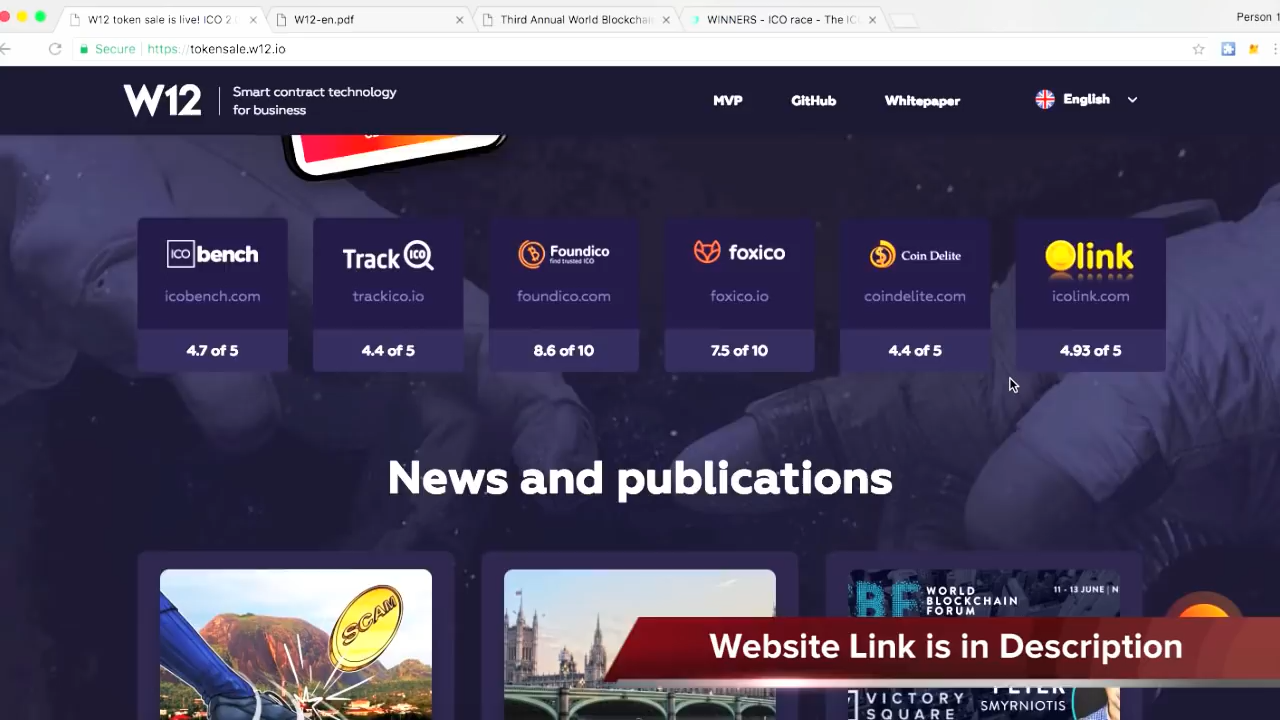 W12 token sale is live! ICO 2
W12-en.pdf
Third Annual World Blockchain
WINNERS - ICO race - The IC
Person 1
Secure
https://tokensale.w12.io
W12
Smart contract technology
for business
MVP
GitHub
Whitepaper
English
ICO bench
icobench.com
4.7 of 5
Track ICO
trackico.io
4.4 of 5
Foundico
find trusted ICO
foundico.com
8.6 of 10
foxico
foxico.io
7.5 of 10
Coin Delite
coindelite.com
4.4 of 5
Olink
icolink.com
4.93 of 5
News and publications
SCAM
BF
WORLD
BLOCKCHAIN
FORUM
11 - 13 JUNE | N
Website Link is in Description
VICTORY
SQUARE
PETER
SMYRNIOTIS